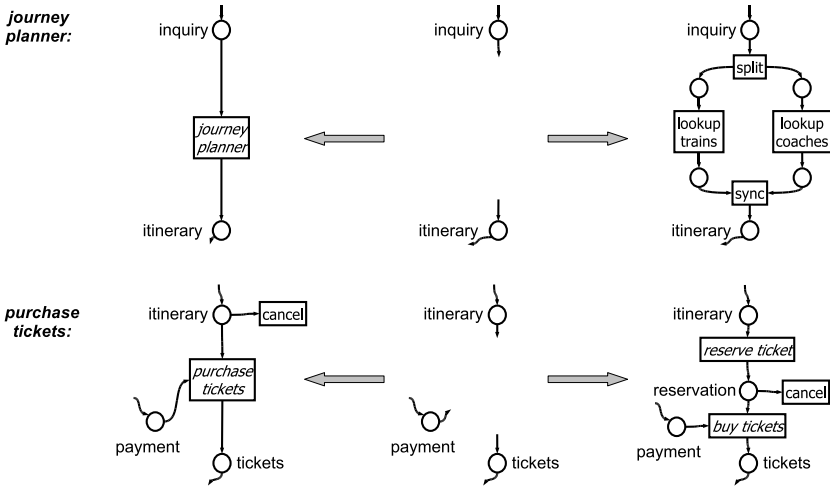 journey
planner:
inquiry
journey
planner
itinerary
inquiry
itinerary
inquiry
split
lookup
trains
lookup
coaches
sync
itinerary
purchase
tickets:
itinerary
cancel
purchase
tickets
payment
tickets
itinerary
payment
tickets
itinerary
reserve ticket
reservation
cancel
buy tickets
payment
tickets